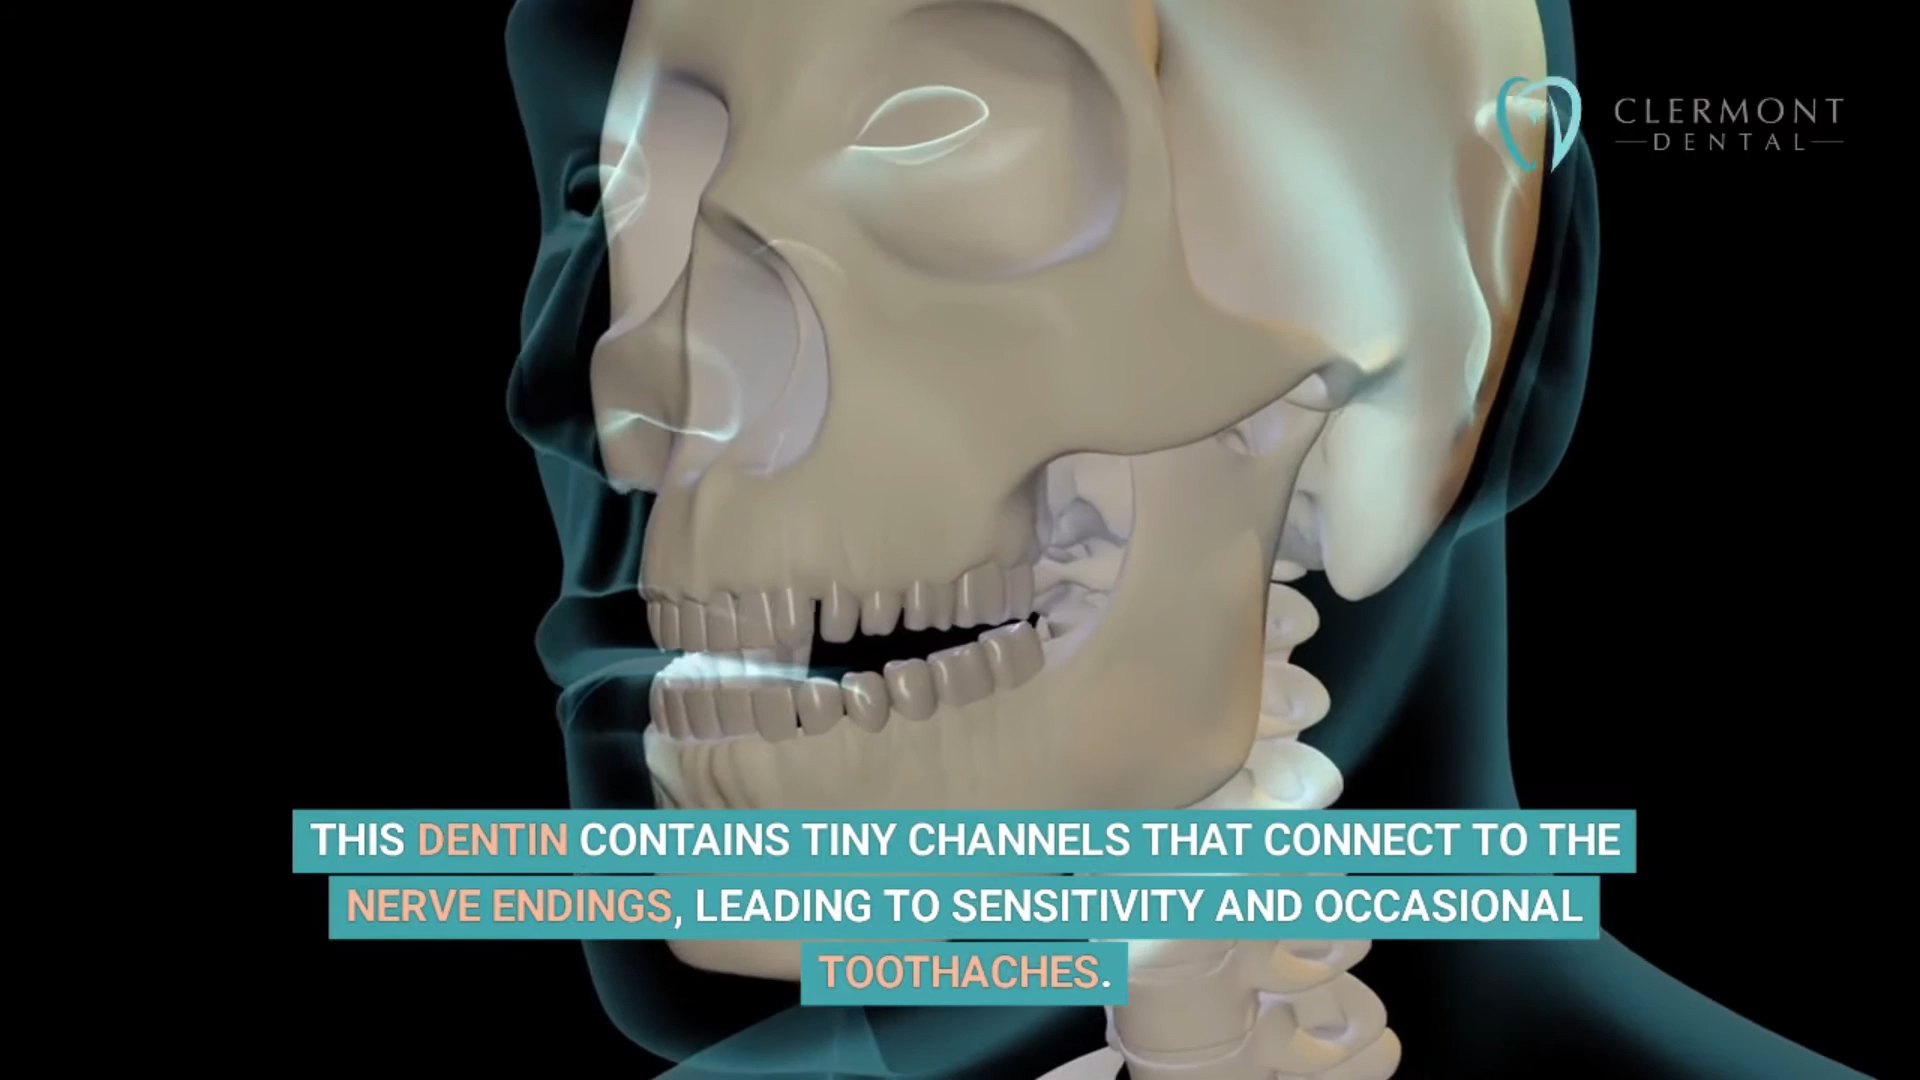 CLERMONT
DENTAL
THIS DENTIN CONTAINS TINY CHANNELS THAT CONNECT TO THE
NERVE ENDINGS, LEADING TO SENSITIVITY AND OCCASIONAL
TOOTHACHES.